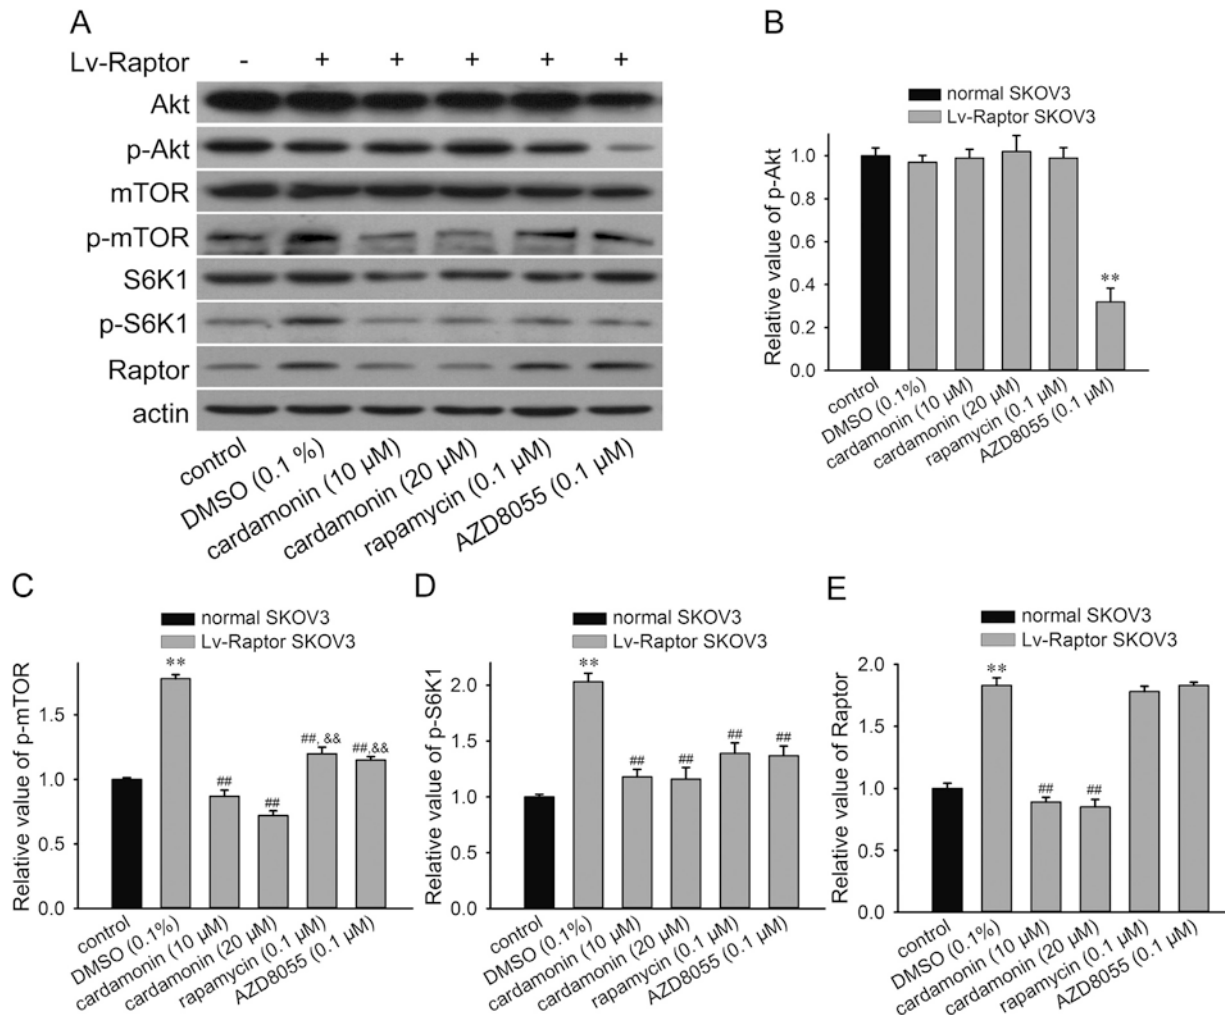 A
Lv-Raptor - + + + + +
Akt
p-Akt
mTOR
p-mTOR
S6K1
p-S6K1
Raptor
actin
control
DMSO (0.1 %)
cardamonin (10 µM)
cardamonin (20 µM)
rapamycin (0.1 µM)
AZD8055 (0.1 µM)
B
normal SKOV3
Lv-Raptor SKOV3
Relative value of p-Akt
1.0
0.8
0.6
0.4
0.2
0.0
**
control
DMSO (0.1%)
cardamonin (10 µM)
cardamonin (20 µM)
rapamycin (0.1 µM)
AZD8055 (0.1 µM)
C
normal SKOV3
Lv-Raptor SKOV3
Relative value of p-mTOR
1.5
1.0
0.5
0.0
**
##
##
##, &&
##,&&
control
DMSO (0.1%)
cardamonin (10 µM)
cardamonin (20 µM)
rapamycin (0.1 µM)
AZD8055 (0.1 µM)
D
normal SKOV3
Lv-Raptor SKOV3
Relative value of p-S6K1
2.0
1.5
1.0
0.5
0.0
**
##
##
##
##
control
DMSO (0.1%)
cardamonin (10 µM)
cardamonin (20 µM)
rapamycin (0.1 µM)
AZD8055 (0.1 µM)
E
normal SKOV3
Lv-Raptor SKOV3
Relative value of Raptor
2.0
1.5
1.0
0.5
0.0
**
##
##
control
DMSO (0.1%)
cardamonin (10 µM)
cardamonin (20 µM)
rapamycin (0.1 µM)
AZD8055 (0.1 µM)